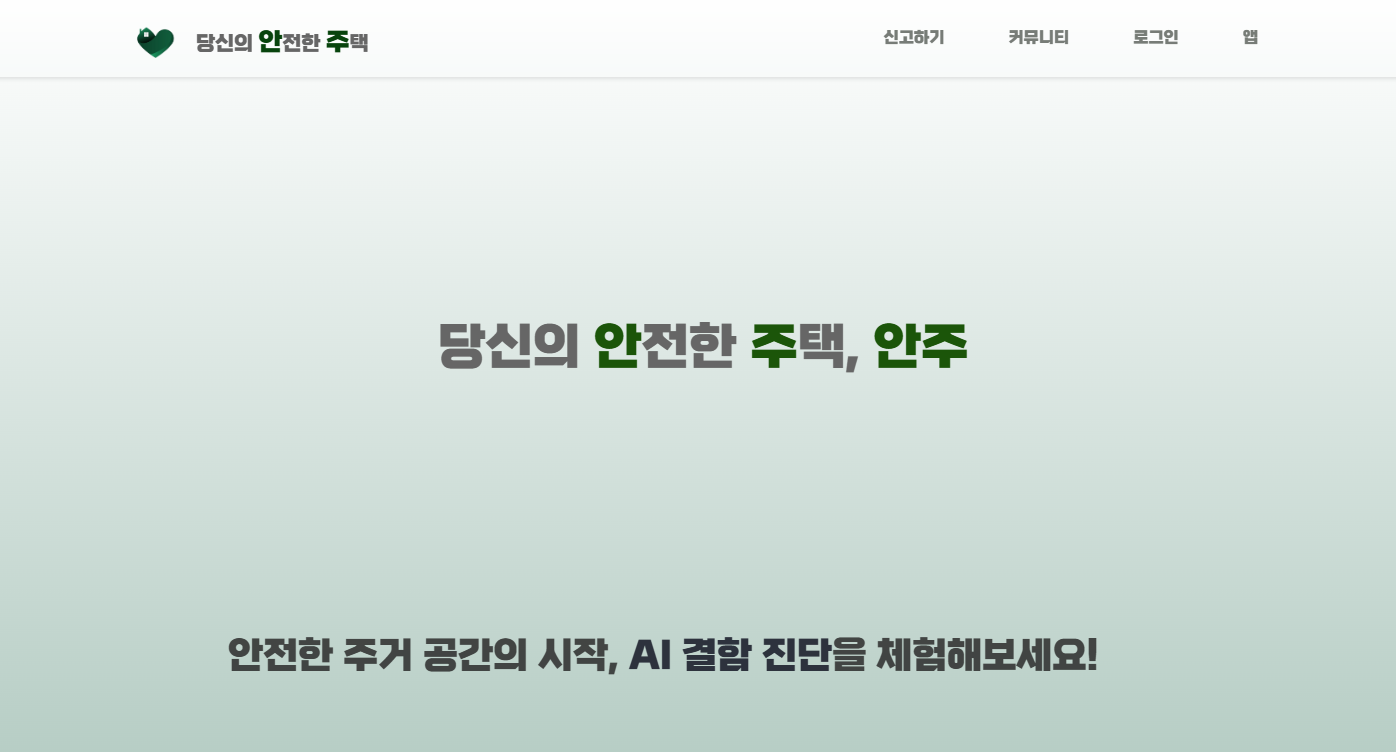 당신의 안전한 주택
신고하기 커뮤니티 로그인 앱
당신의 안전한 주택, 안주
안전한 주거 공간의 시작, AI 결함 진단을 체험해보세요!